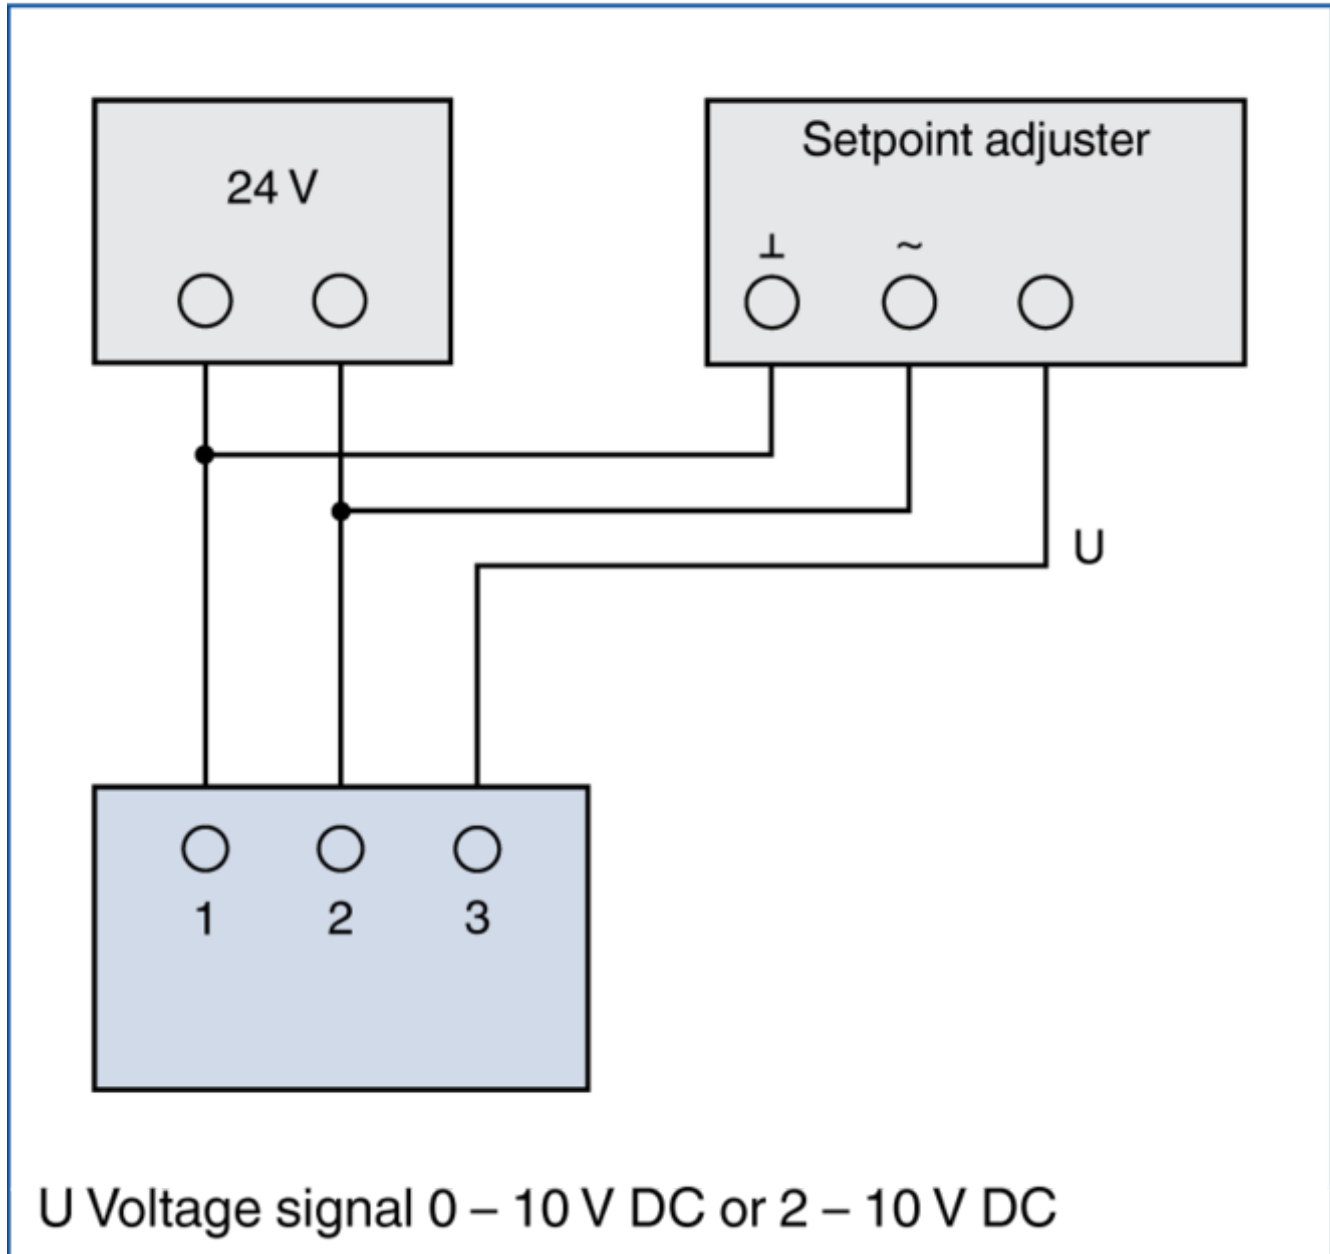 24 V
Setpoint adjuster
⊥ ~
U
1 2 3
U Voltage signal 0 – 10 V DC or 2 – 10 V DC